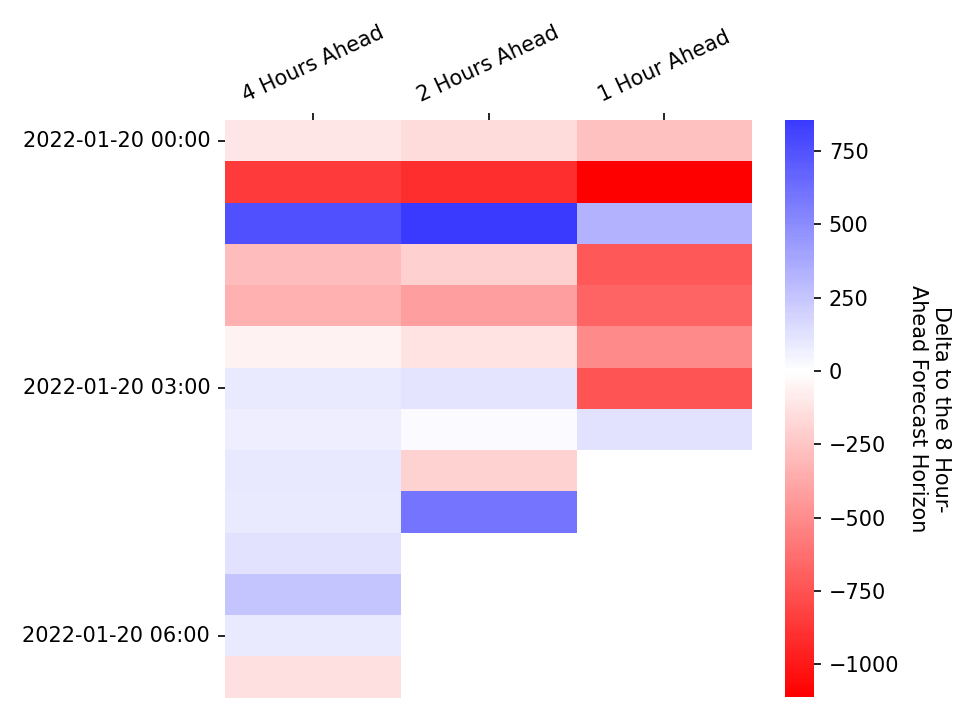 4 Hours Ahead
2 Hours Ahead
1 Hour Ahead
2022-01-20 00:00
2022-01-20 03:00
2022-01-20 06:00
750
500
250
0
−250
−500
−750
−1000
Delta to the 8 Hour-
Ahead Forecast Horizon